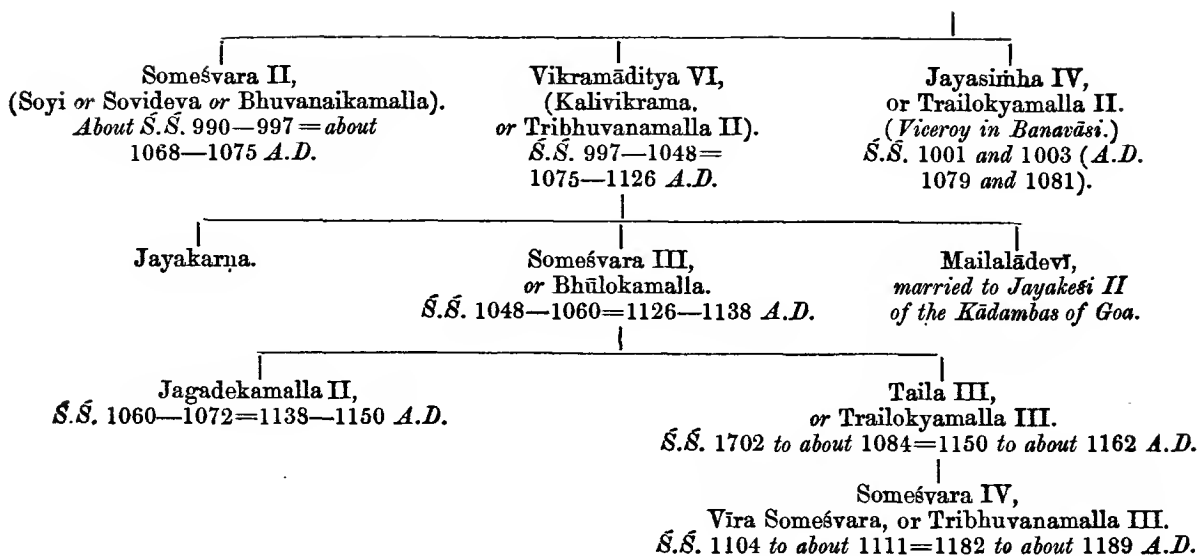 Someśvara II,
(Soyi or Sovideva or Bhuvanaikamalla).
About Ś.Ś. 990—997=about
1068—1075 A.D.
Vikramāditya VI,
(Kalivikrama.
or Tribhuvanamalla II).
Ś.Ś. 997—1048=
1075—1126 A.D.
Jayasiṁha IV,
or Trailokyamalla II.
(Viceroy in Banavāsi.)
Ś.Ś. 1001 and 1003 (A.D.
1079 and 1081).
Jayakarṇa.
Someśvara III,
or Bhūlokamalla.
Ś.Ś. 1048—1060=1126—1138 A.D.
Mailalādevī,
married to Jayakeśi II
of the Kādambas of Goa.
Jagadekamalla II,
Ś.Ś. 1060—1072=1138—1150 A.D.
Taila III,
or Trailokyamalla III.
Ś.Ś. 1702 to about 1084=1150 to about 1162 A.D.
Someśvara IV,
Vīra Someśvara, or Tribhuvanamalla III.
Ś.Ś. 1104 to about 1111=1182 to about 1189 A.D.